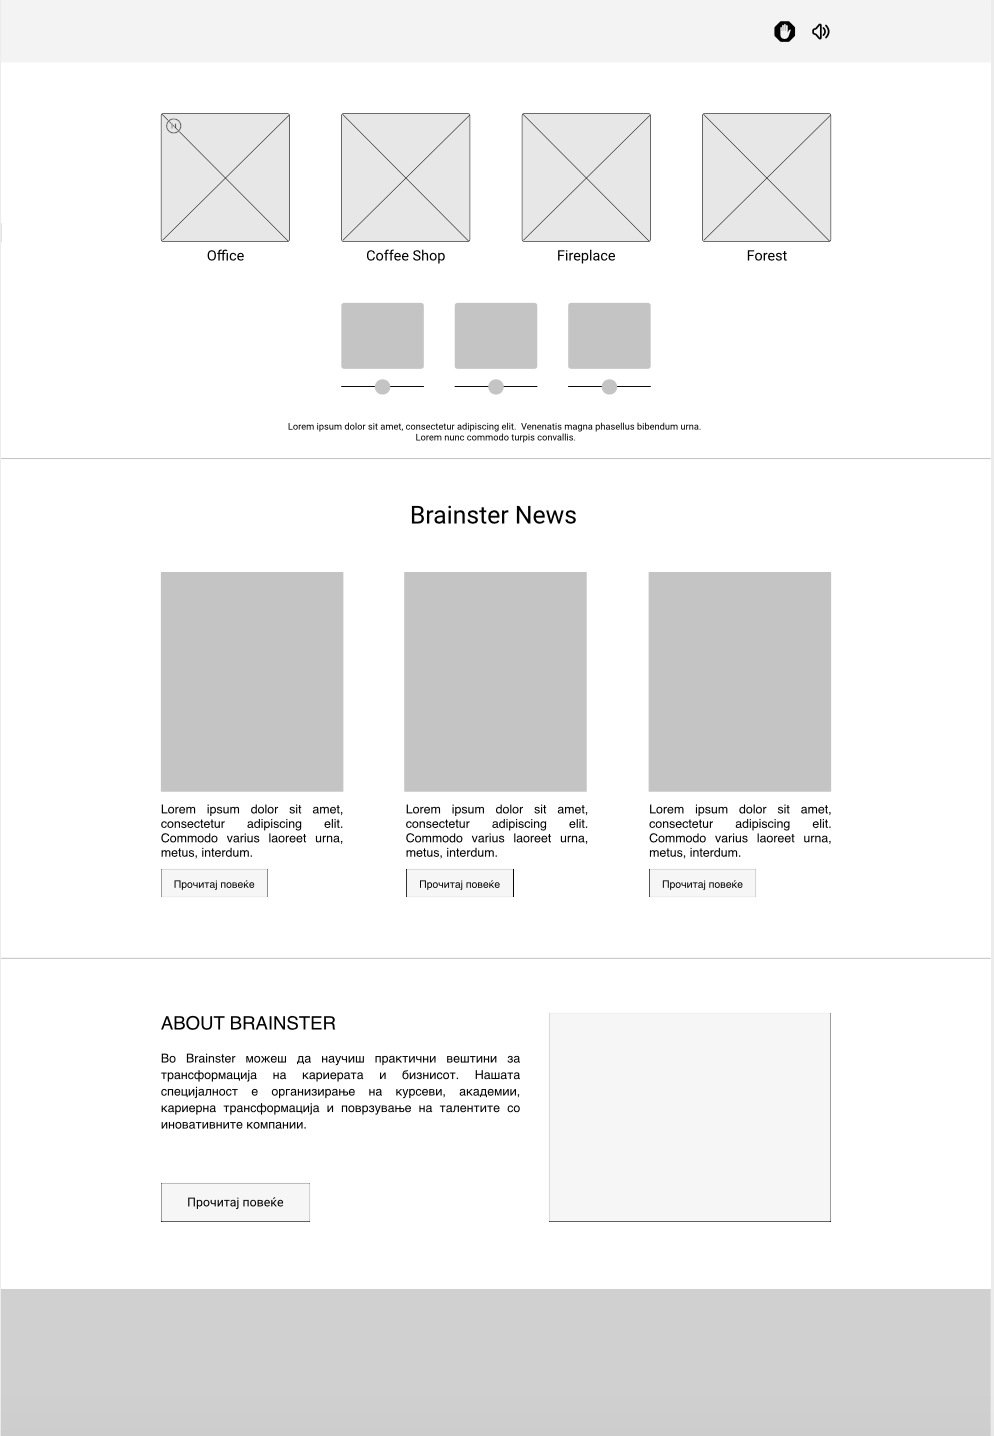 Office
Coffee Shop
Fireplace
Forest
Lorem ipsum dolor sit amet, consectetur adipiscing elit. Venenatis magna phasellus bibendum urna.
Lorem nunc commodo turpis convallis.
Brainster News
Lorem ipsum dolor sit amet,
consectetur adipiscing elit.
Commodo varius laoreet urna,
metus, interdum.
Прочитај повеќе
Lorem ipsum dolor sit amet,
consectetur adipiscing elit.
Commodo varius laoreet urna,
metus, interdum.
Прочитај повеќе
Lorem ipsum dolor sit amet,
consectetur adipiscing elit.
Commodo varius laoreet urna,
metus, interdum.
Прочитај повеќе
ABOUT BRAINSTER
Во Brainster можеш да научиш практични вештини за
трансформација на кариерата и бизнисот. Нашата
специјалност е организирање на курсеви, академии,
кариерна трансформација и поврзување на талентите со
иновативните компании.
Прочитај повеќе